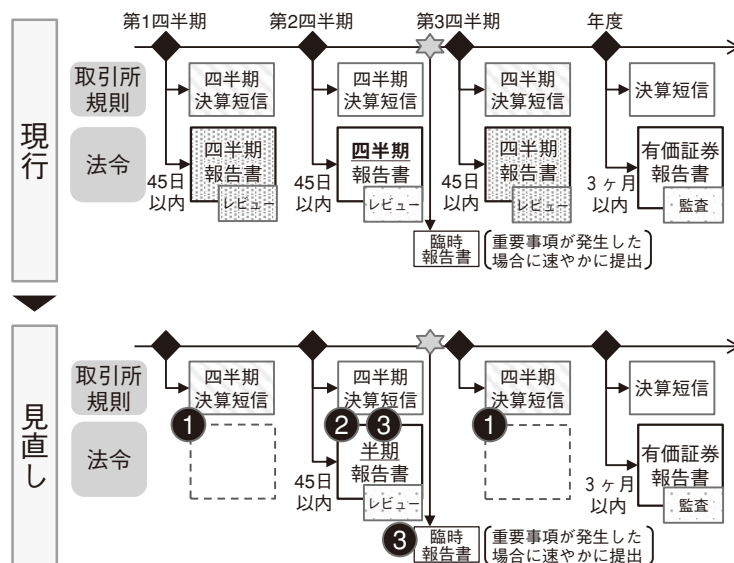 第1四半期
第2四半期
第3四半期
年度
現行
取引所
規則
四半期
決算短信
四半期
決算短信
四半期
決算短信
決算短信
法令
45日
以内
四半期
報告書
レビュー
45日
以内
四半期
報告書
レビュー
45日
以内
四半期
報告書
レビュー
3ヶ月
以内
有価証券
報告書
監査
臨時
報告書
(重要事項が発生した
場合に速やかに提出)
見直し
取引所
規則
四半期
決算短信
四半期
決算短信
四半期
決算短信
決算短信
法令
1
2
3
1
45日
以内
半期
報告書
レビュー
3ヶ月
以内
有価証券
報告書
監査
3
臨時
報告書
(重要事項が発生した
場合に速やかに提出)